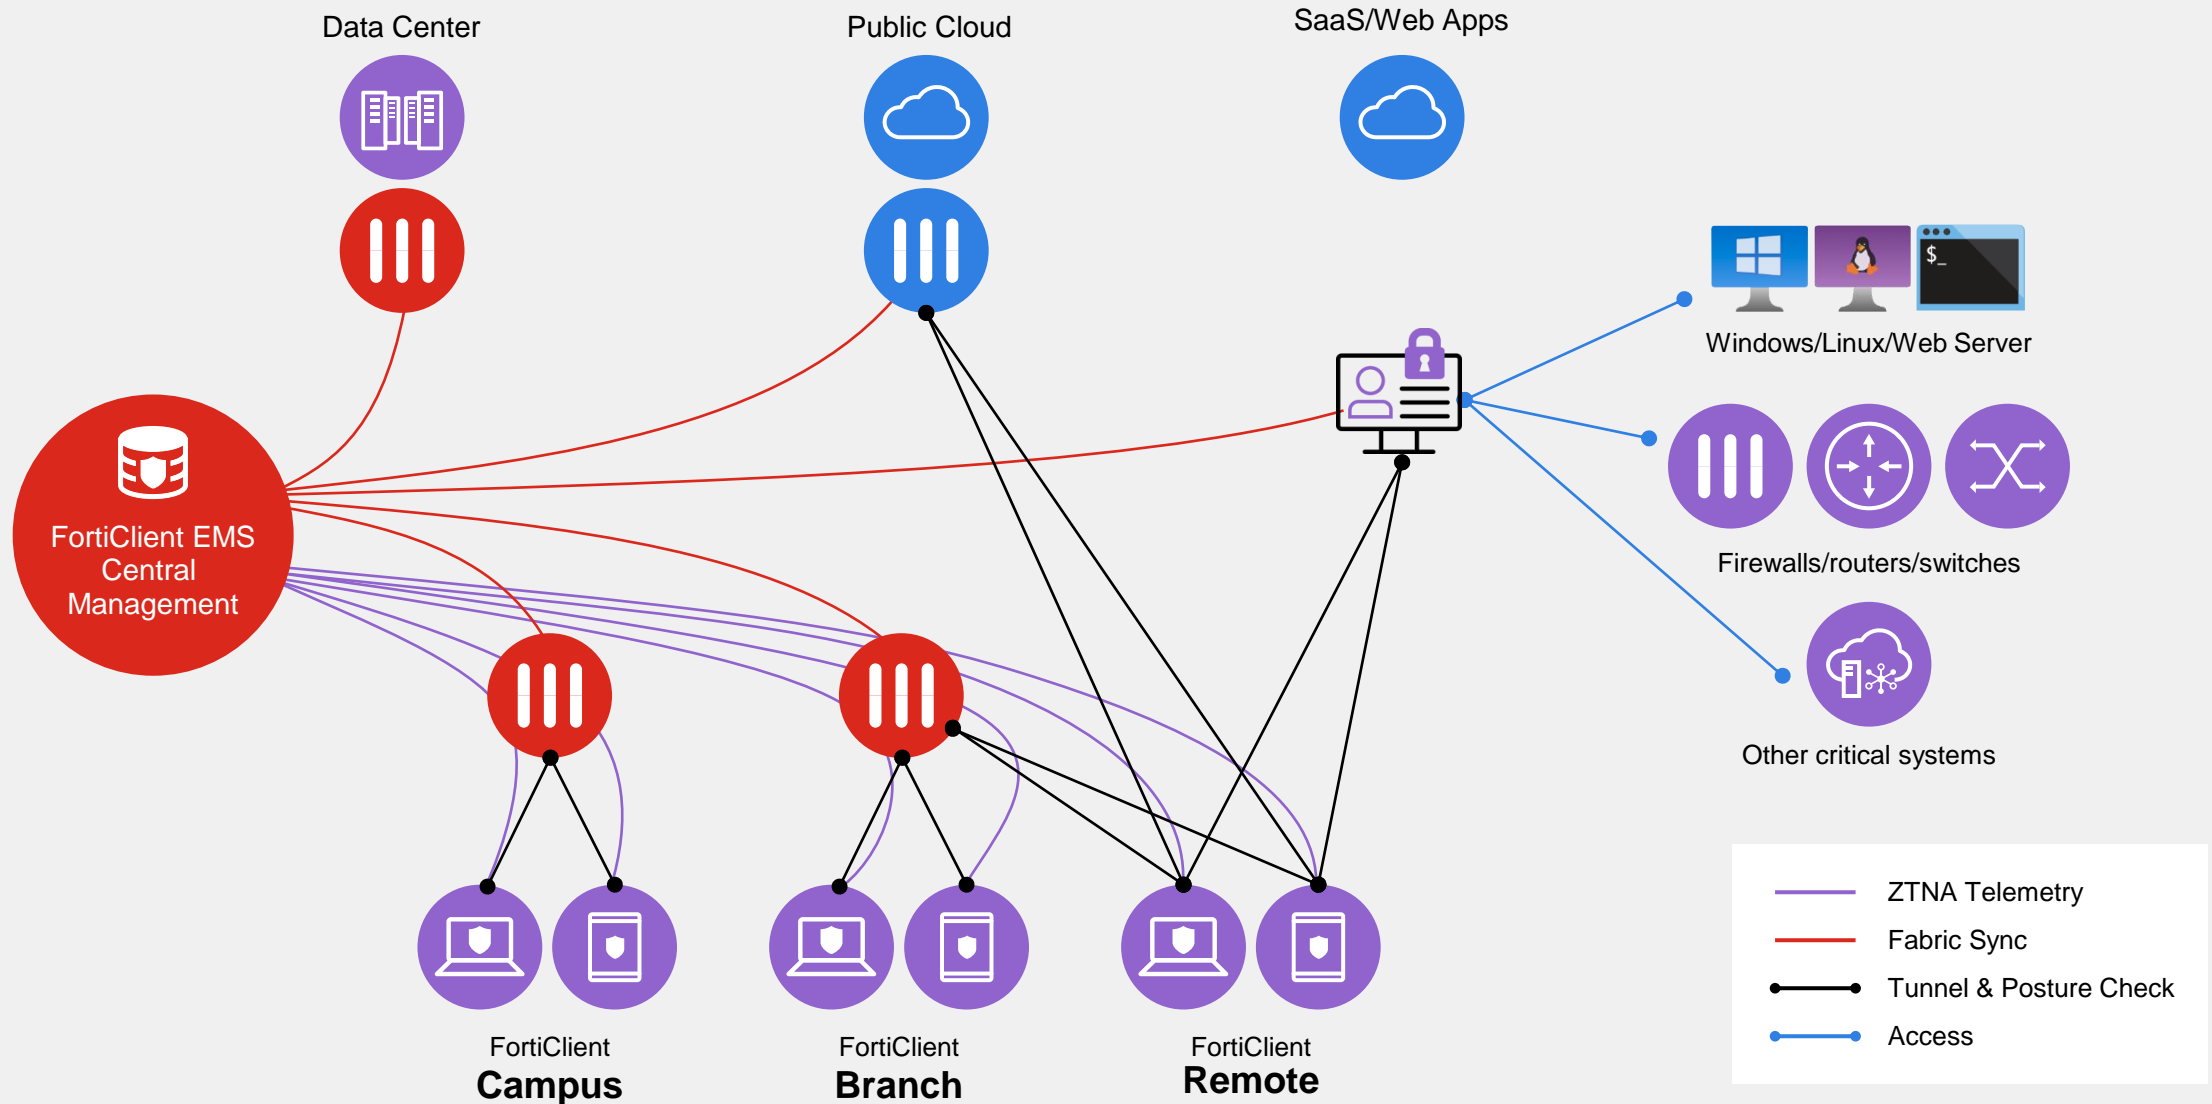 Data Center
Public Cloud
SaaS/Web Apps
$_
Windows/Linux/Web Server
FortiClient EMS
Central
Management
Firewalls/routers/switches
Other critical systems
ZTNA Telemetry
Fabric Sync
Tunnel & Posture Check
Access
FortiClient
Campus
FortiClient
Branch
FortiClient
Remote